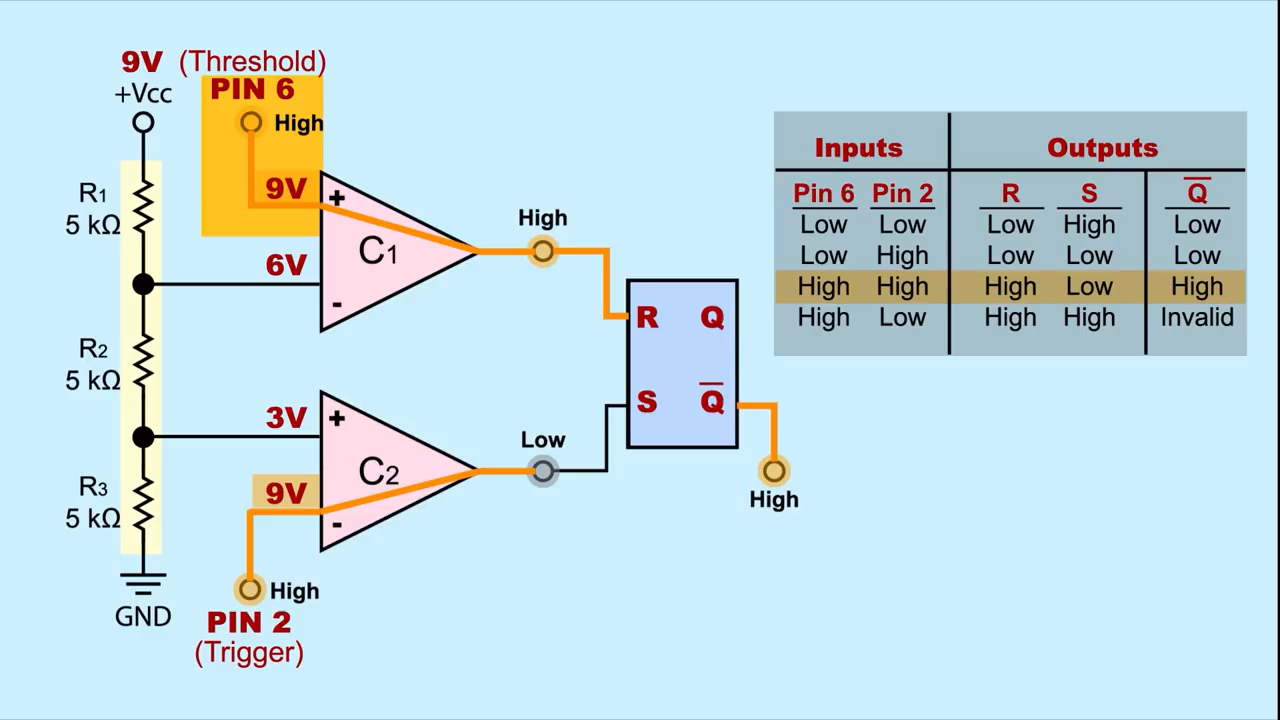 9V (Threshold)
+Vcc PIN 6
High
R1
5 kΩ
9V
+
C1
6V
-
High
R2
5 kΩ
3V
+
C2
9V
-
Low
R3
5 kΩ
GND
High
PIN 2
(Trigger)
R Q
S Q̅
High
Inputs Outputs
Pin 6 Pin 2 R S Q̅
Low Low Low High Low
Low High Low Low Low
High High High Low High
High Low High High Invalid